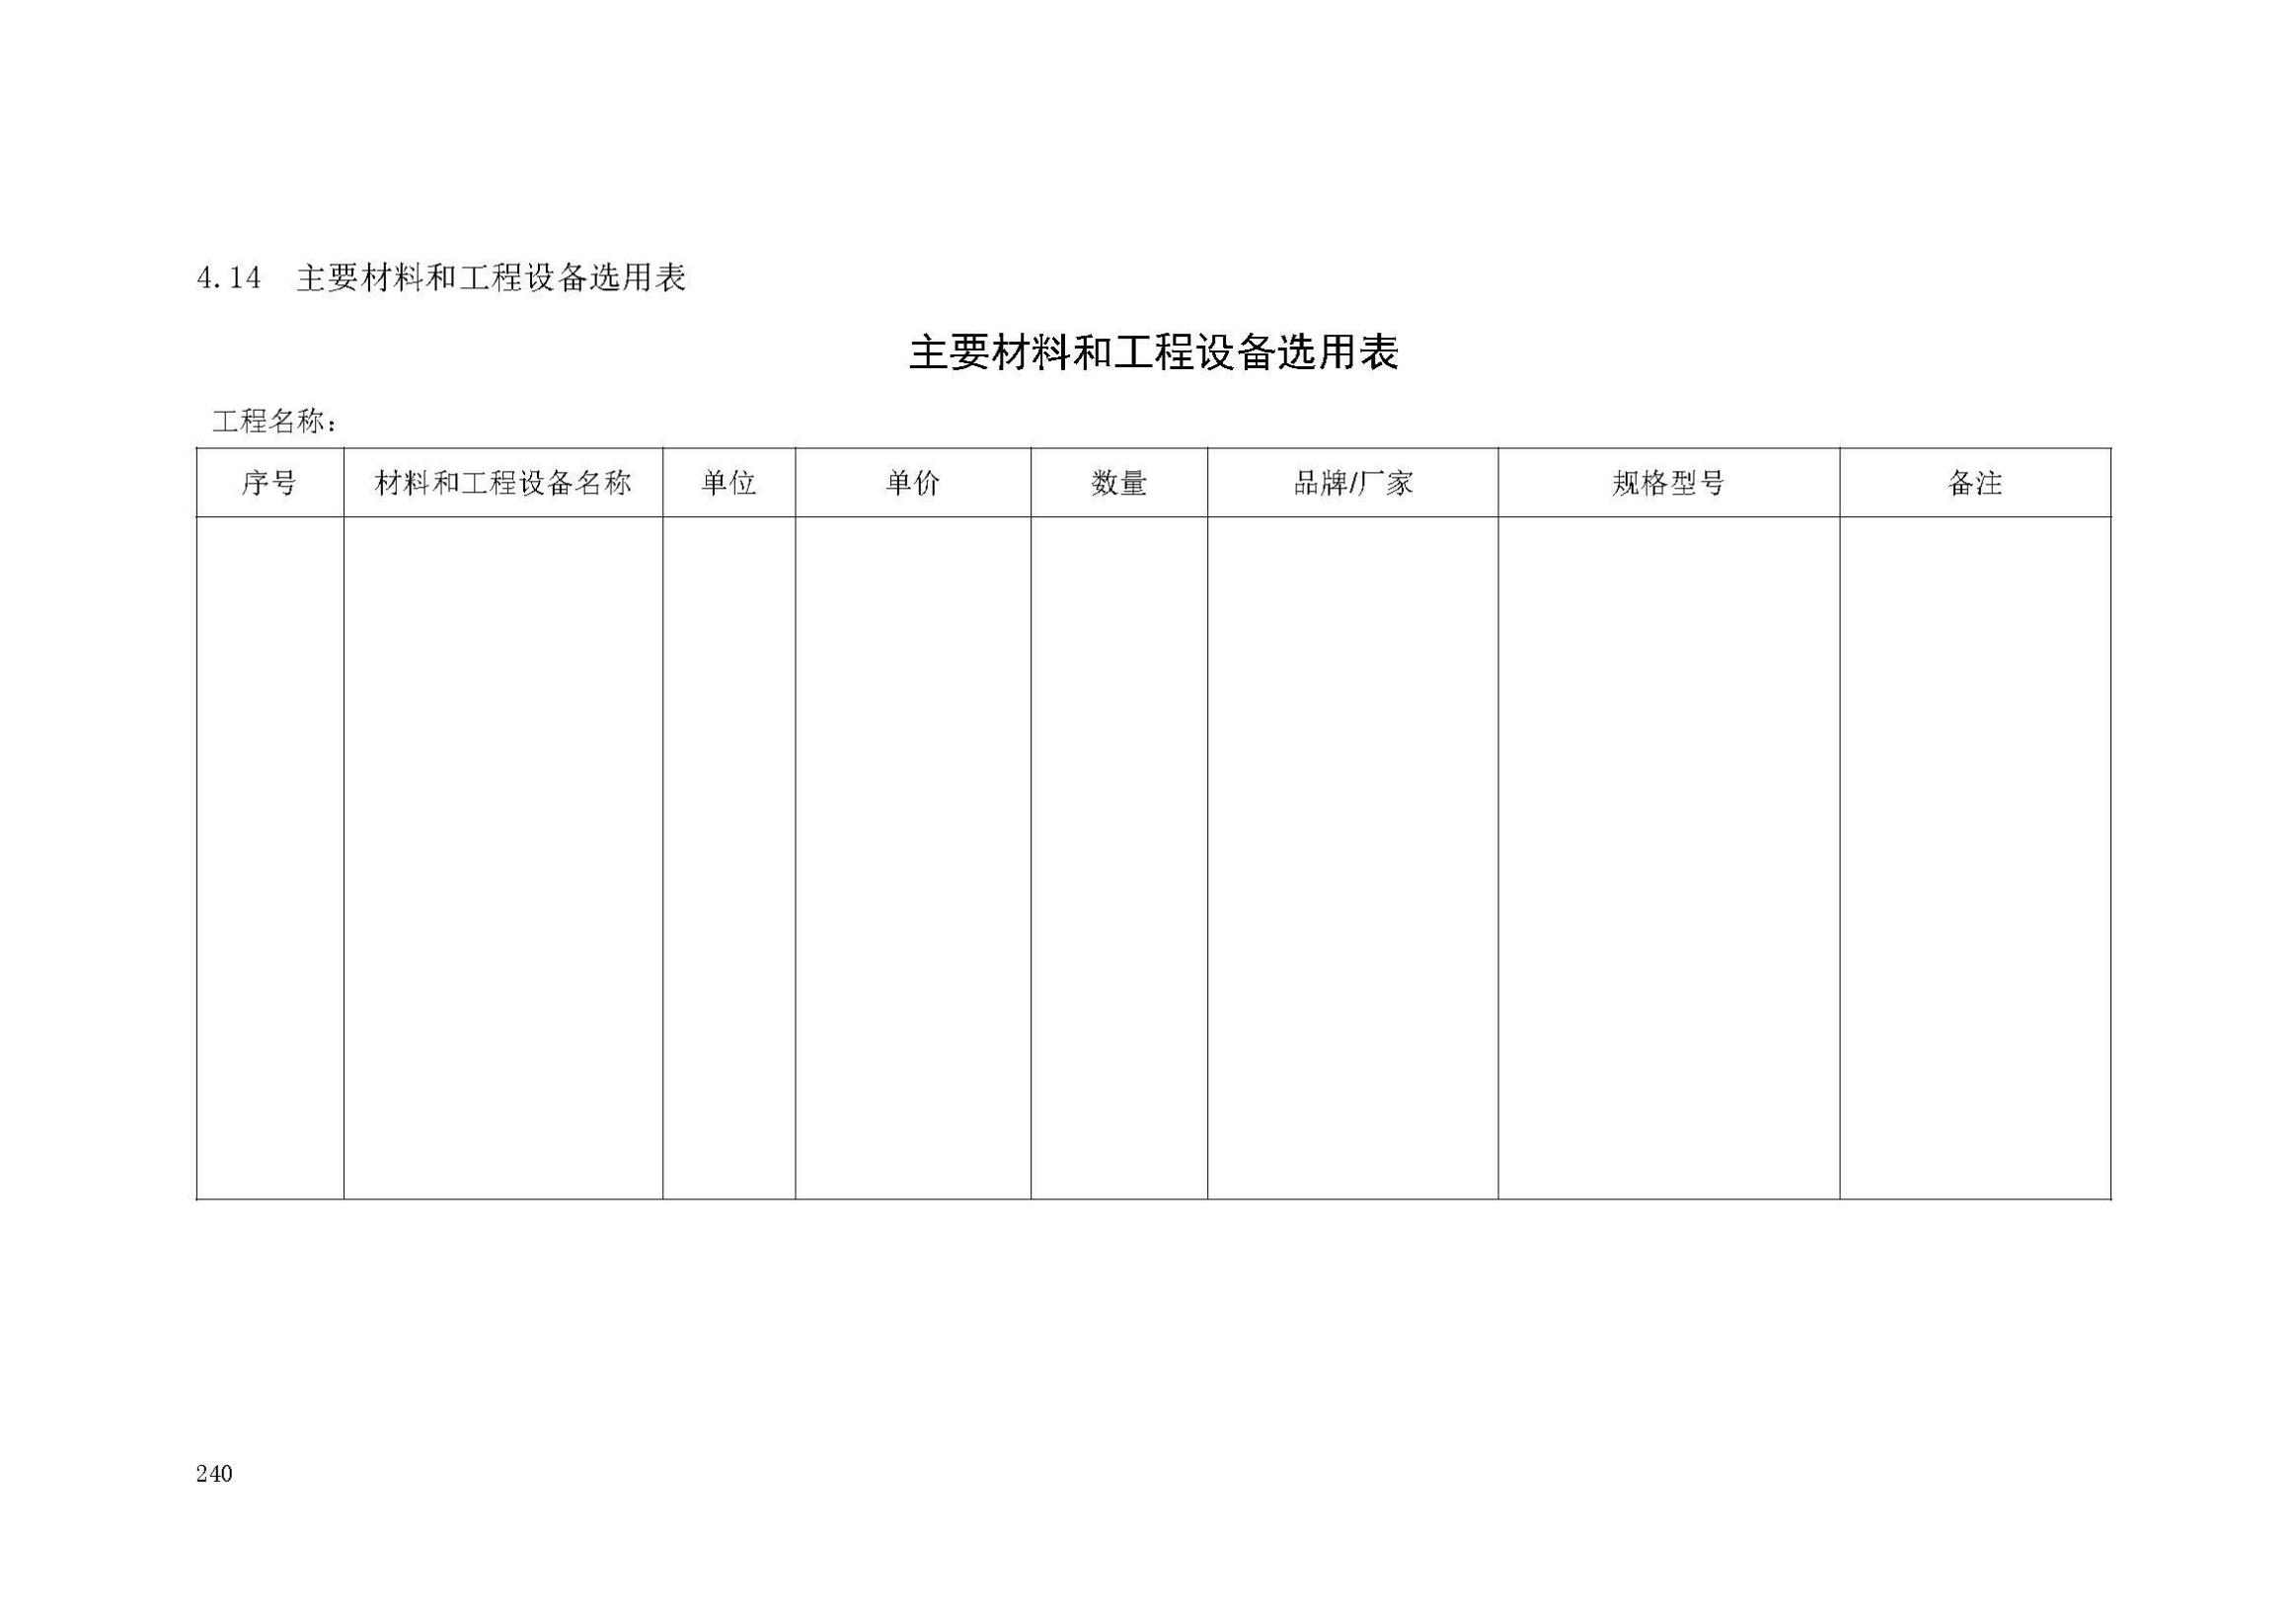 4.14 主要材料和工程设备选用表
主要材料和工程设备选用表
工程名称：
序号 材料和工程设备名称 单位 单价 数量 品牌/厂家 规格型号 备注
240